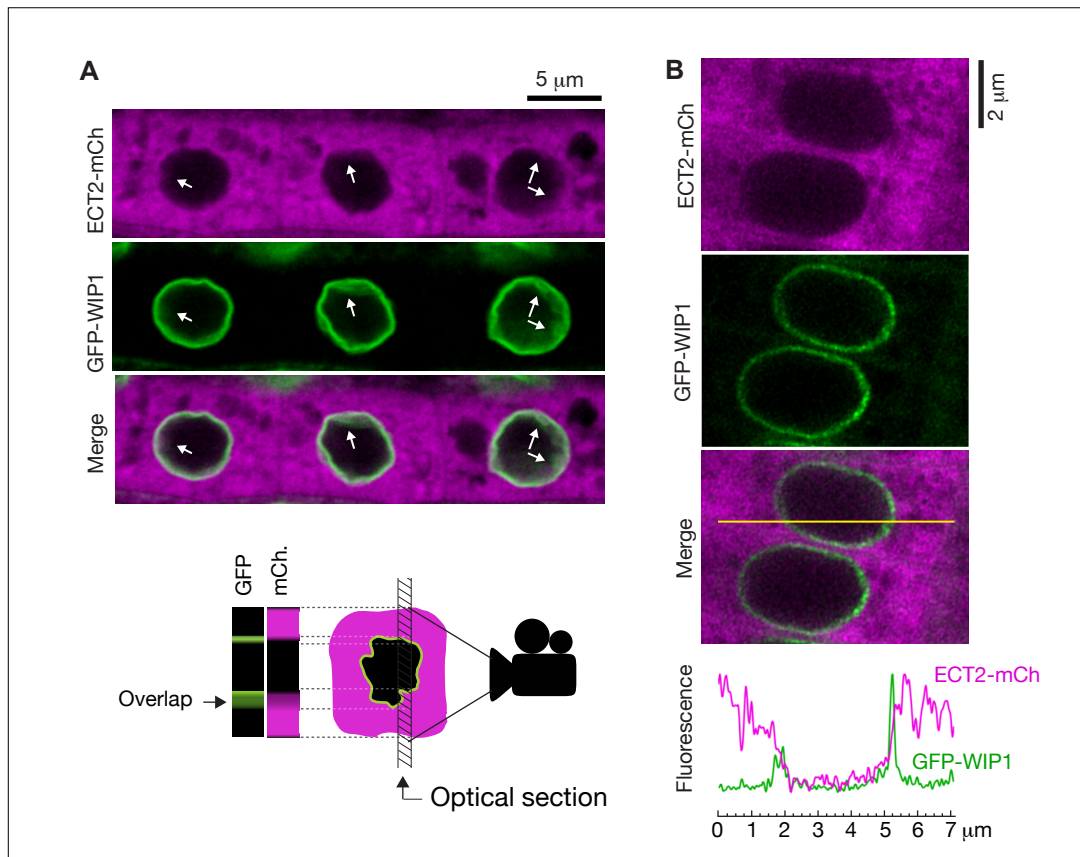 A
5 µm
ECT2-mCh
GFP-WIP1
Merge
GFP
mCh.
Overlap
Optical section
B
2 µm
ECT2-mCh
GFP-WIP1
Merge
Fluorescence
ECT2-mCh
GFP-WIP1
0 1 2 3 4 5 6 7 µm